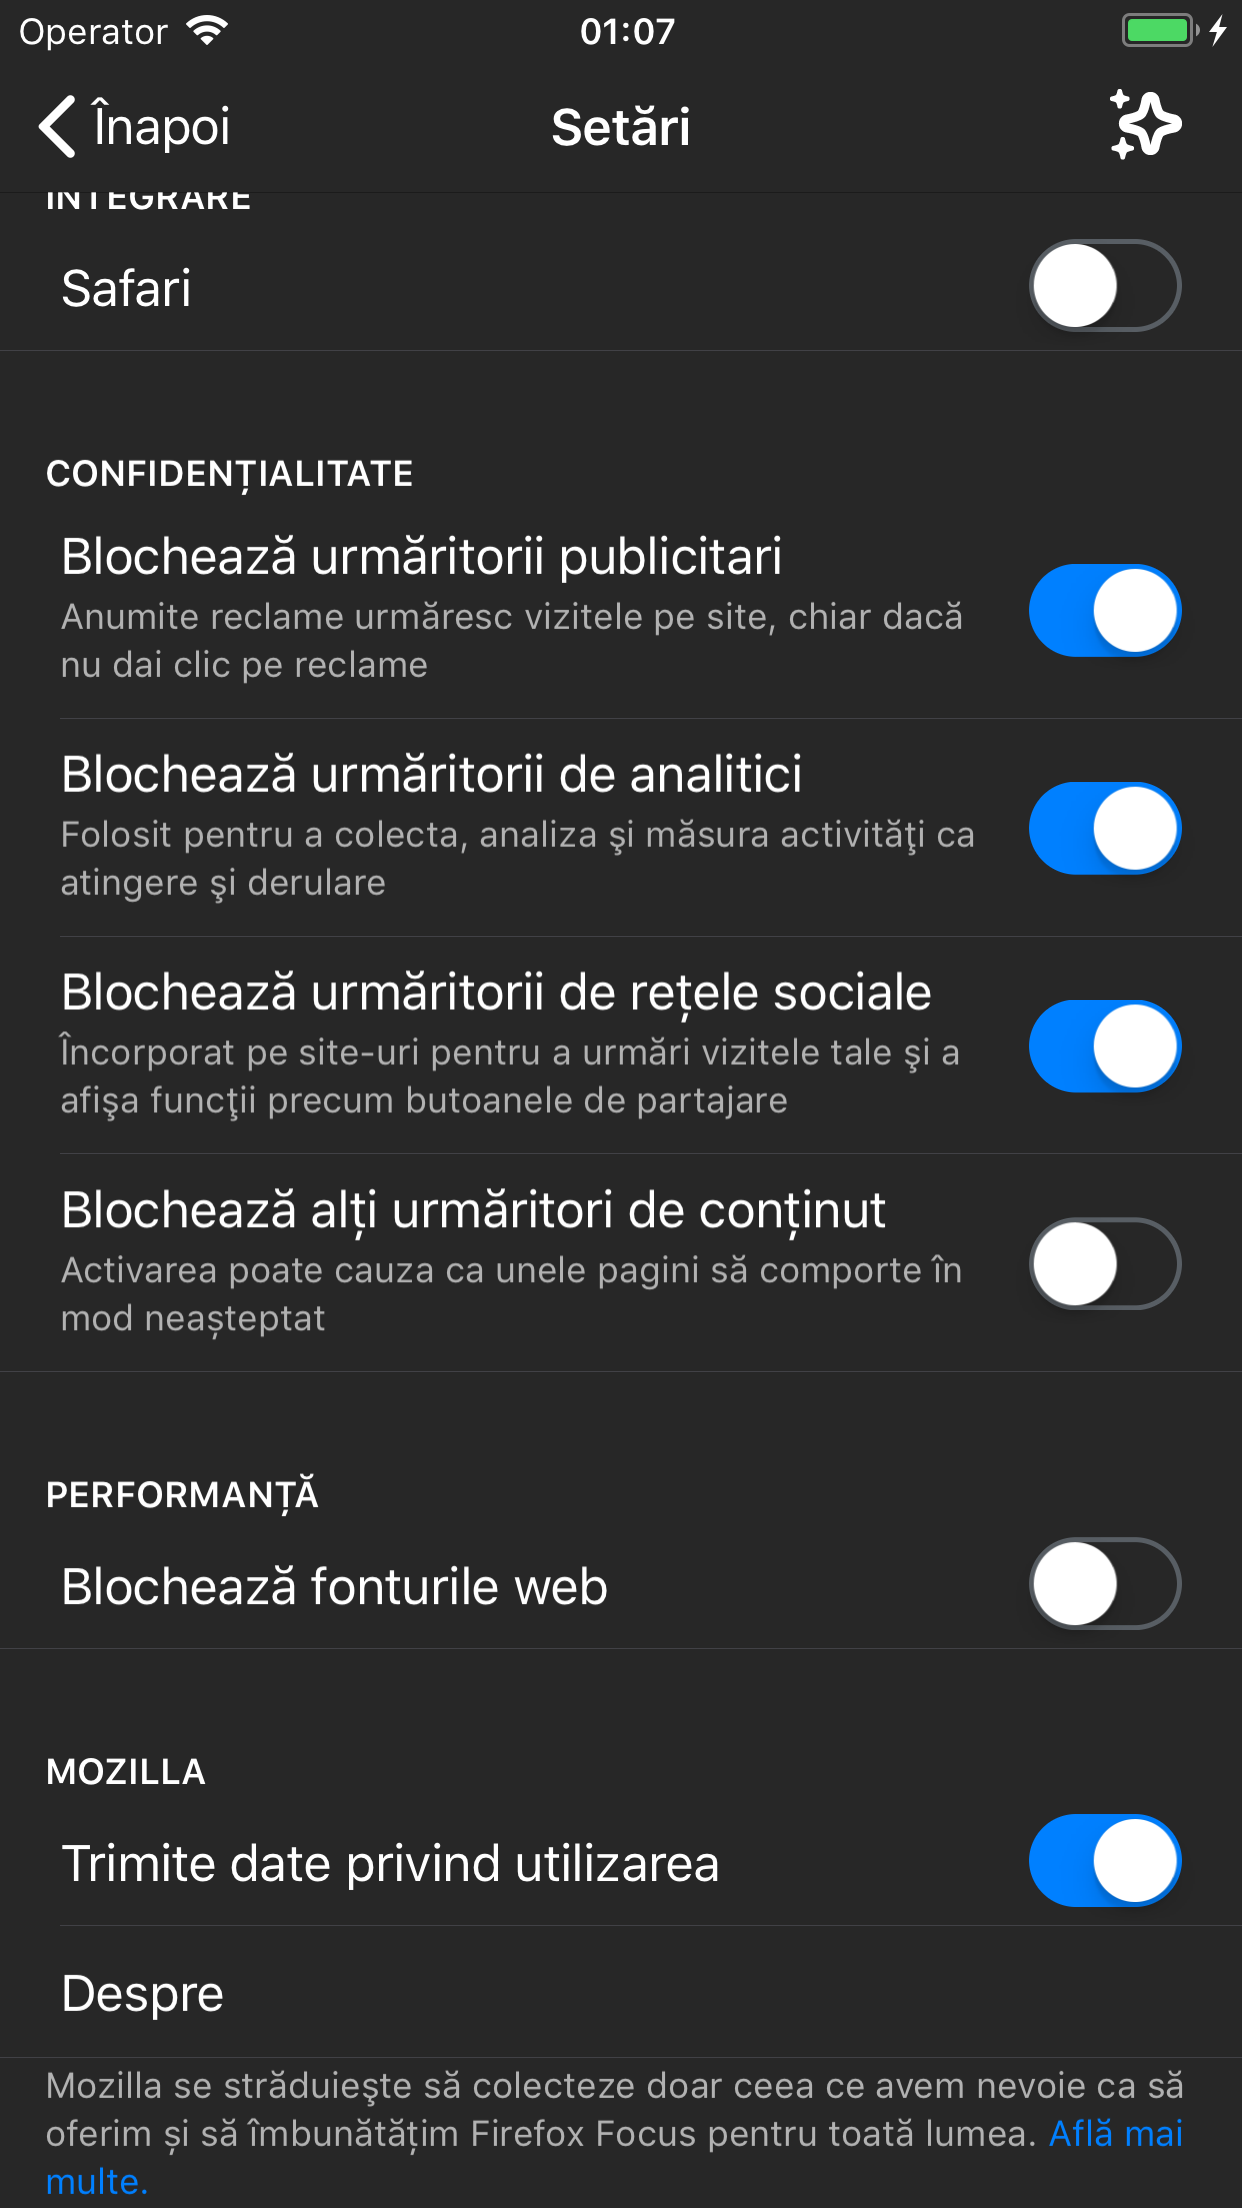 Operator
01:07
Înapoi
Setări
INTEGRARE
Safari
CONFIDENȚIALITATE
Blochează urmăritorii publicitari
Anumite reclame urmăresc vizitele pe site, chiar dacă
nu dai clic pe reclame
Blochează urmăritorii de analitici
Folosit pentru a colecta, analiza şi măsura activităţi ca
atingere şi derulare
Blochează urmăritorii de rețele sociale
Încorporat pe site-uri pentru a urmări vizitele tale şi a
afişa funcţii precum butoanele de partajare
Blochează alți urmăritori de conținut
Activarea poate cauza ca unele pagini să comporte în
mod neașteptat
PERFORMANȚĂ
Blochează fonturile web
MOZILLA
Trimite date privind utilizarea
Despre
Mozilla se străduieşte să colecteze doar ceea ce avem nevoie ca să
oferim și să îmbunătățim Firefox Focus pentru toată lumea. Află mai
multe.